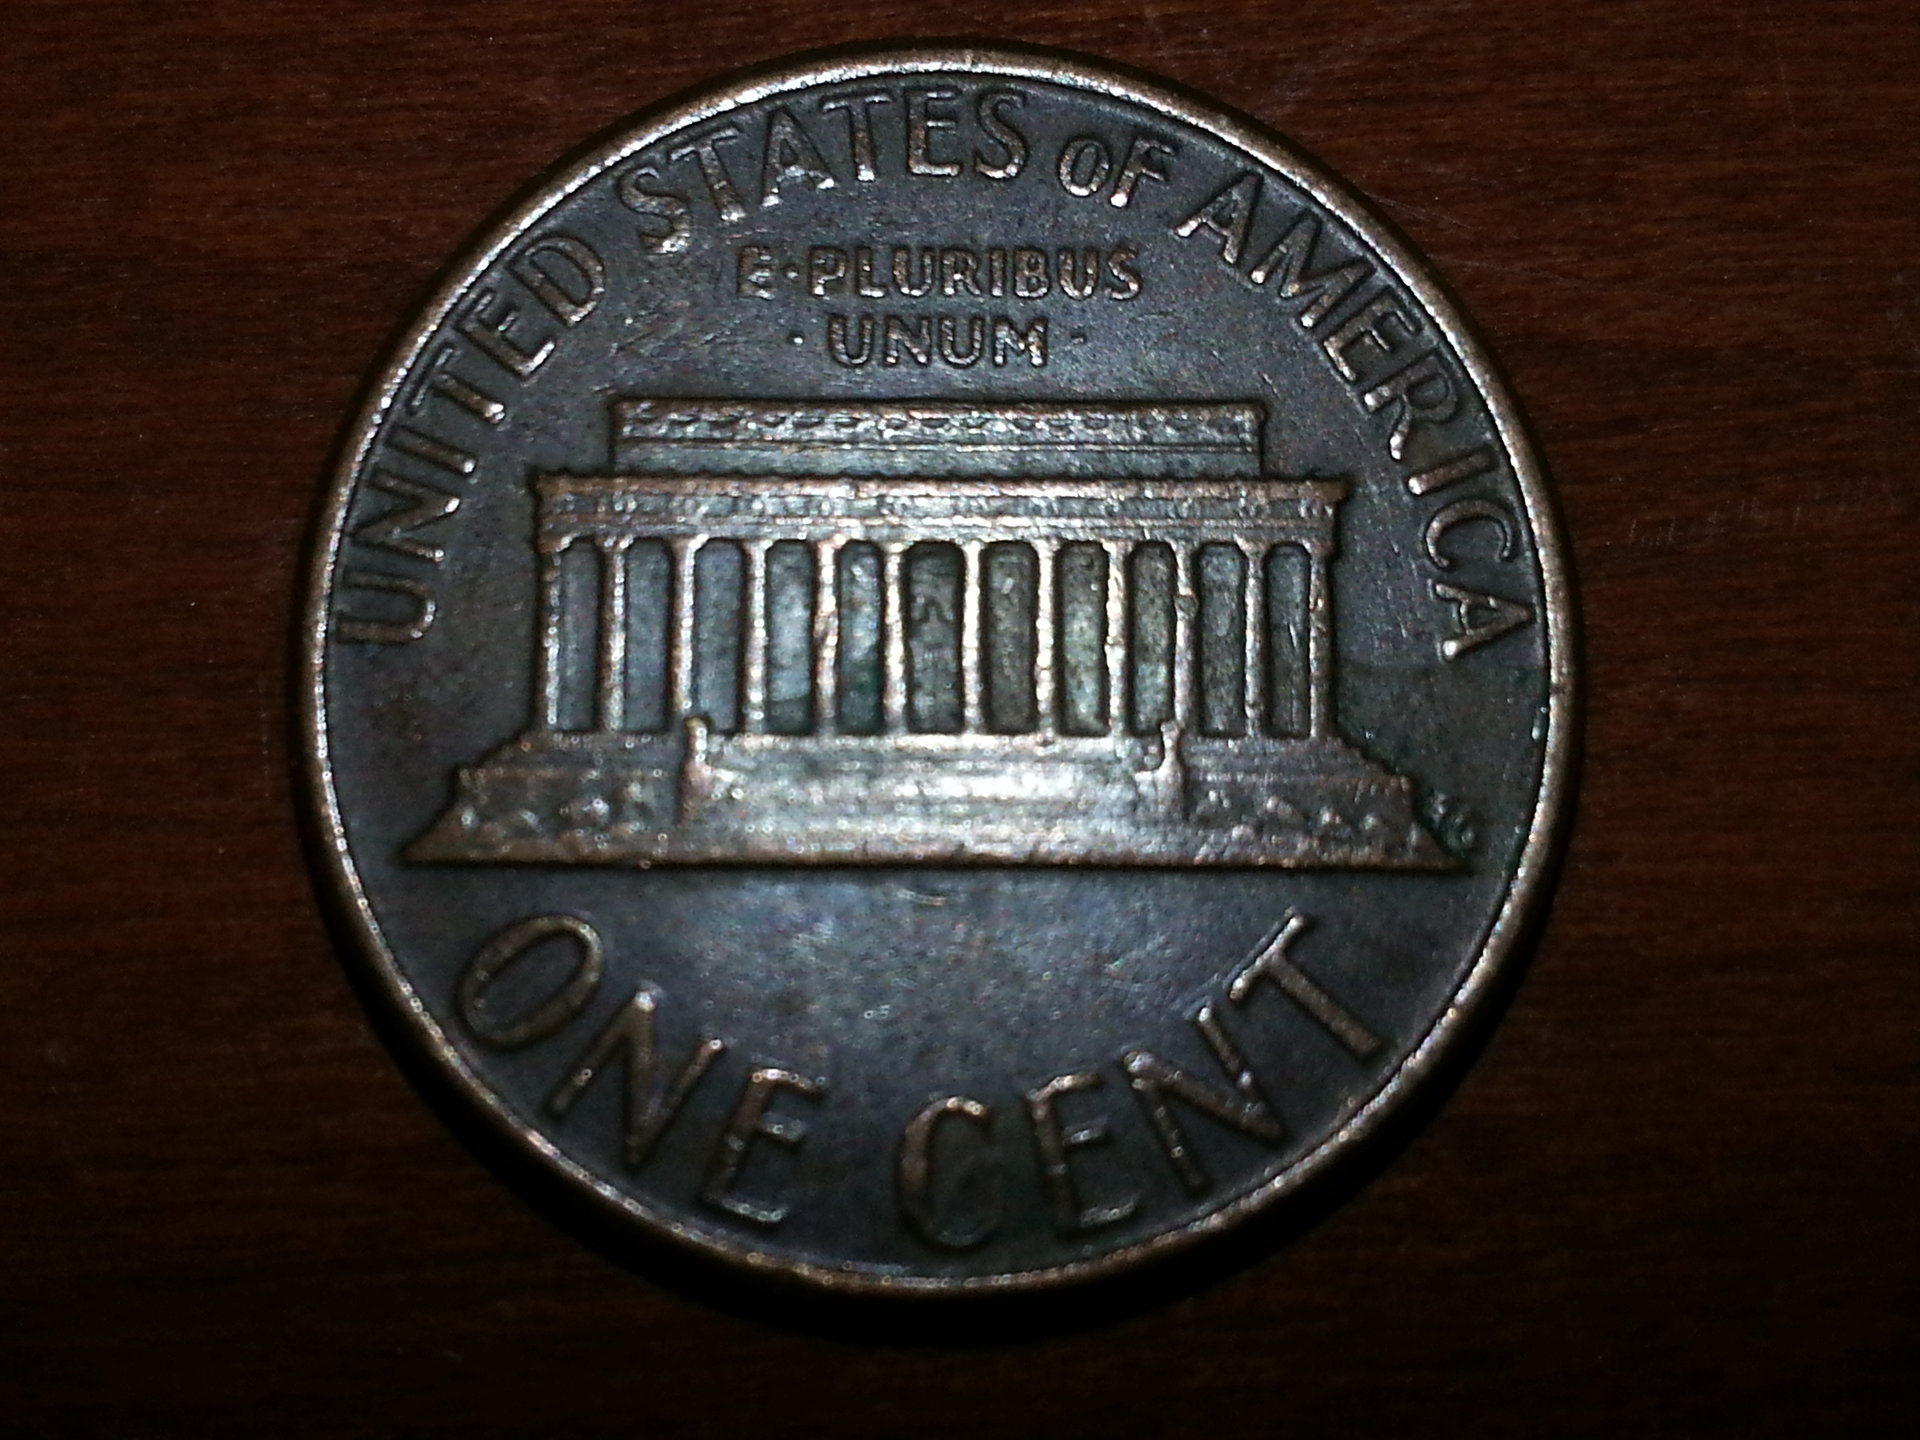 UNITED STATES OF AMERICA
E·PLURIBUS
·UNUM·
ONE CENT